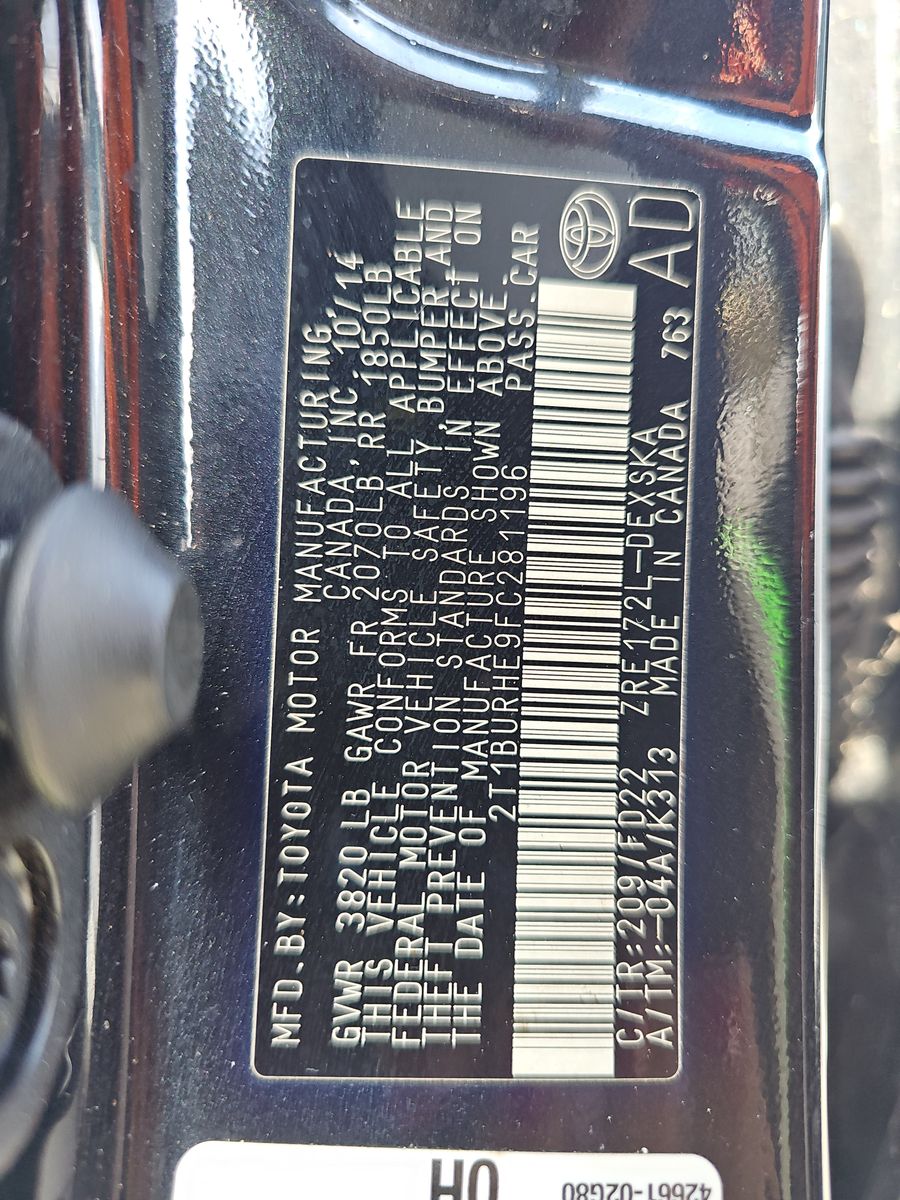 MFD.BY:TOYOTA MOTOR MANUFACTURING
CANADA,INC 10/14
GVWR 3820LB GAWR FR 2070LB,RR 1850LB
THIS VEHICLE CONFORMS TO ALL APPLICABLE
FEDERAL MOTOR VEHICLE SAFETY, BUMPER AND
THEFT PREVENTION STANDARDS IN EFFECT ON
THE DATE OF MANUFACTURE SHOWN ABOVE
2T1BURHE9FC281196 PASS.CAR
C/TR:209/FD22 ZRE172L-DEXSKA
A/TM:-04A/K313 MADE IN CANADA 763
AD
42661-02G80